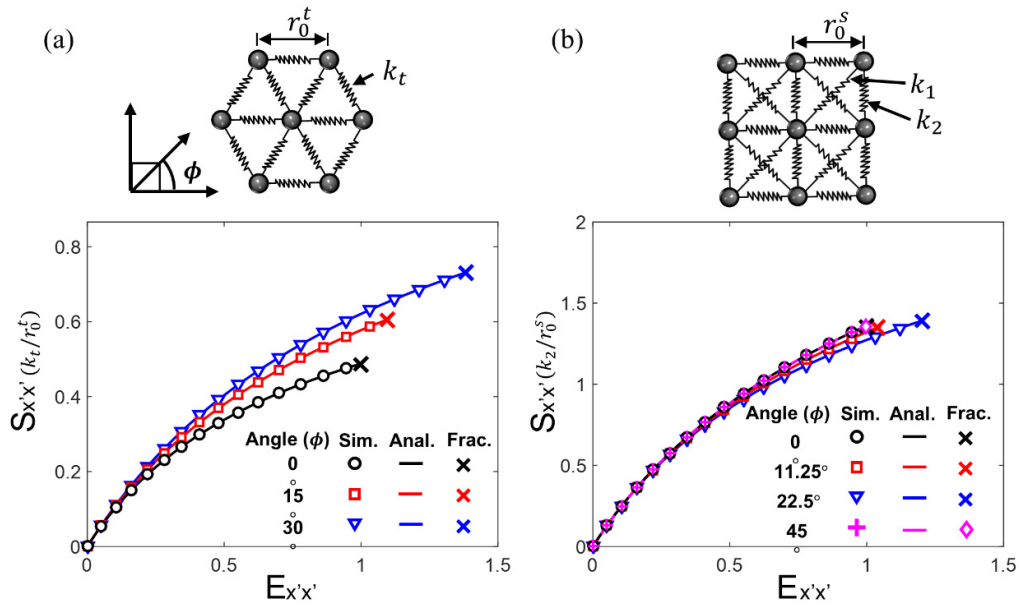 (a)
r₀ᵗ
kₜ
ϕ
0.8
0.6
0.4
0.2
0
0 0.5 1 1.5
Sx'x' (kₜ/r₀ᵗ)
Ex'x'
Angle (ϕ) Sim. Anal. Frac.
0°
15°
30°
(b)
r₀ˢ
k₁
k₂
2
1.5
1
0.5
0
0 0.5 1 1.5
Sx'x' (k₂/r₀ˢ)
Ex'x'
Angle (ϕ) Sim. Anal. Frac.
0°
11.25°
22.5°
45°